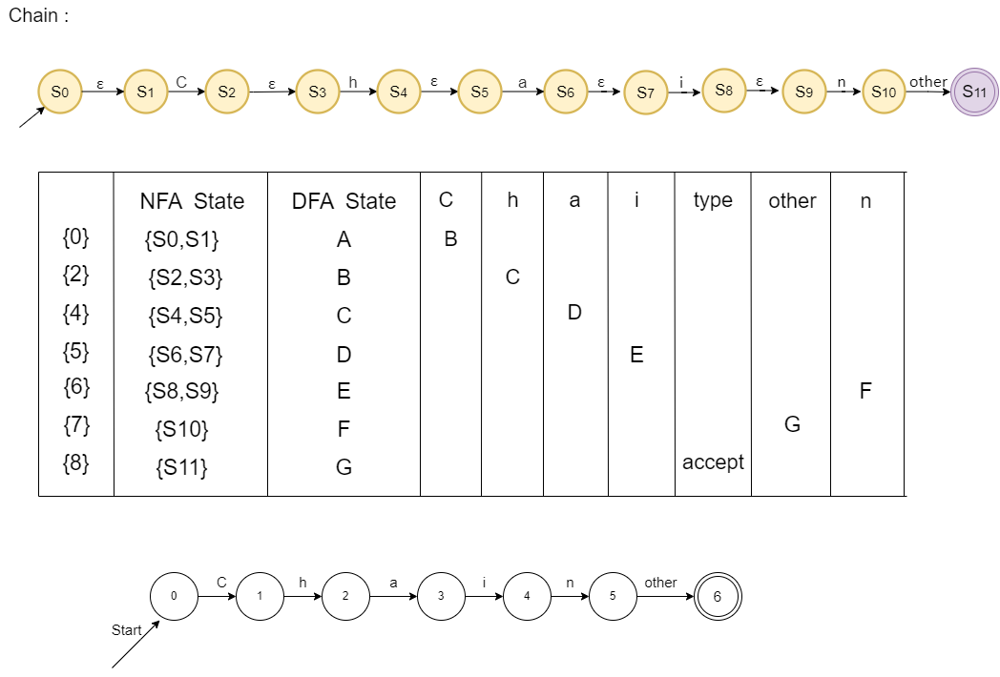 Chain :
ε C ε h ε a ε i ε n other
S0 S1 S2 S3 S4 S5 S6 S7 S8 S9 S10 S11
NFA State DFA State C h a i type other n
{0} {S0,S1} A B
{2} {S2,S3} B C
{4} {S4,S5} C D
{5} {S6,S7} D E
{6} {S8,S9} E F
{7} {S10} F G
{8} {S11} G accept
C h a i n other
0 1 2 3 4 5 6
Start